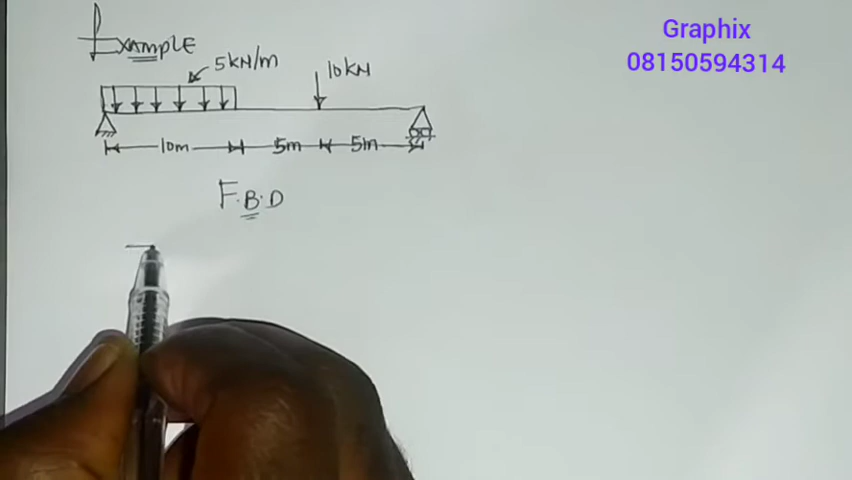 Graphix
08150594314
Example
5kN/m
10kN
10m 5m 5m
F.B.D